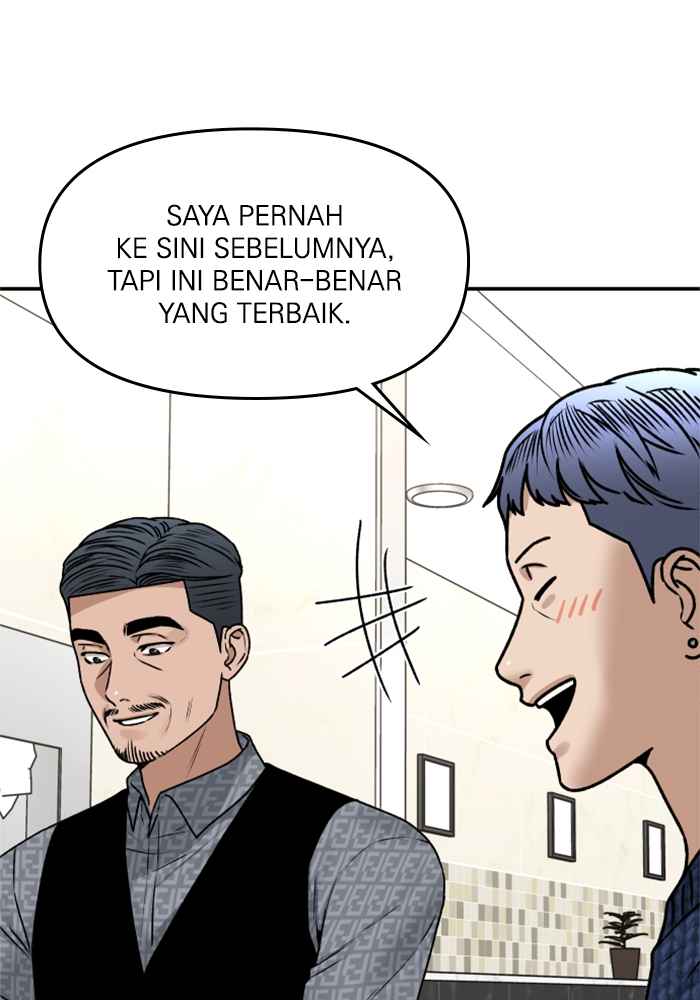 SAYA PERNAH
KE SINI SEBELUMNYA,
TAPI INI BENAR-BENAR
YANG TERBAIK.